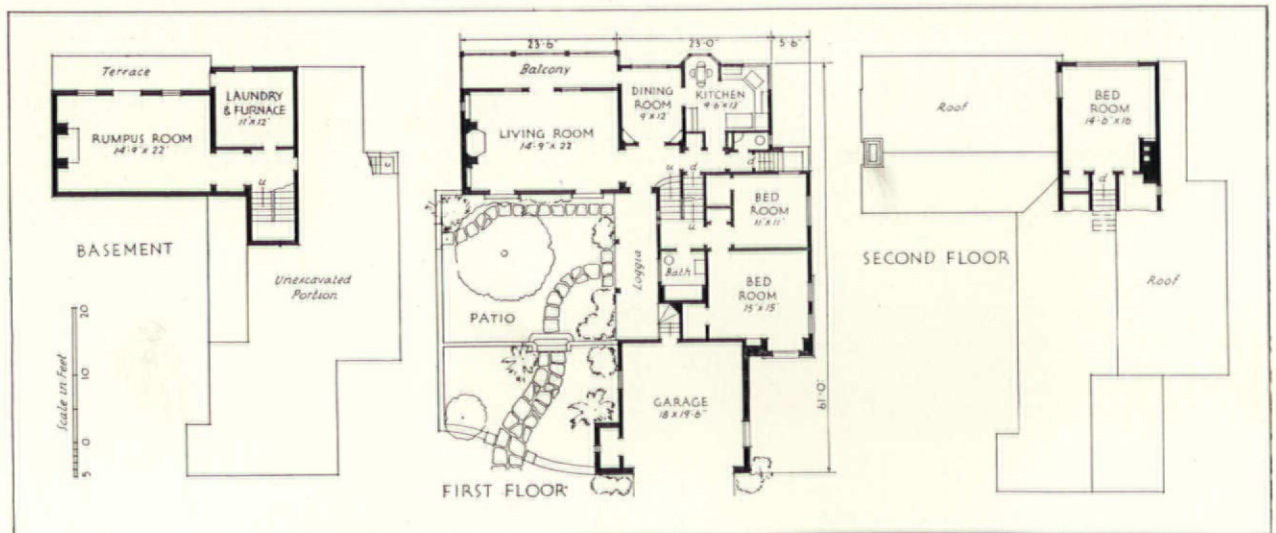 Terrace
LAUNDRY
& FURNACE
11'X12'
RUMPUS ROOM
14'-9"X 22'
u
BASEMENT
Unexcavated
Portion
Scale in Feet
20
10
0
5
23'-6"
23'-0"
5'-6"
Balcony
DINING
ROOM
9'X12'
KITCHEN
9'-6"X13'
LIVING ROOM
14'-9"X 22'
u
d
d
u
BED
ROOM
11'X11'
Loggia
Bath
BED
ROOM
15'X15'
PATIO
GARAGE
18'X19'-6"
61'-0"
FIRST FLOOR
Roof
BED
ROOM
14'-6"X16'
d
SECOND FLOOR
Roof